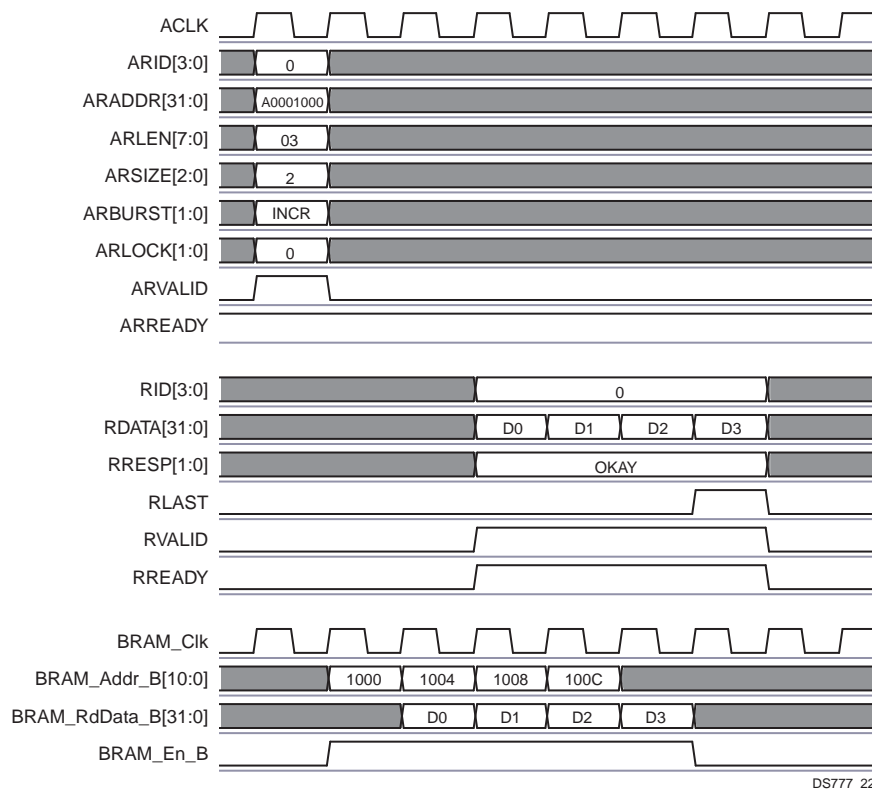 ACLK
ARID[3:0] 0
ARADDR[31:0] A0001000
ARLEN[7:0] 03
ARSIZE[2:0] 2
ARBURST[1:0] INCR
ARLOCK[1:0] 0
ARVALID
ARREADY
RID[3:0] 0
RDATA[31:0] D0 D1 D2 D3
RRESP[1:0] OKAY
RLAST
RVALID
RREADY
BRAM_Clk
BRAM_Addr_B[10:0] 1000 1004 1008 100C
BRAM_RdData_B[31:0] D0 D1 D2 D3
BRAM_En_B
DS777_22